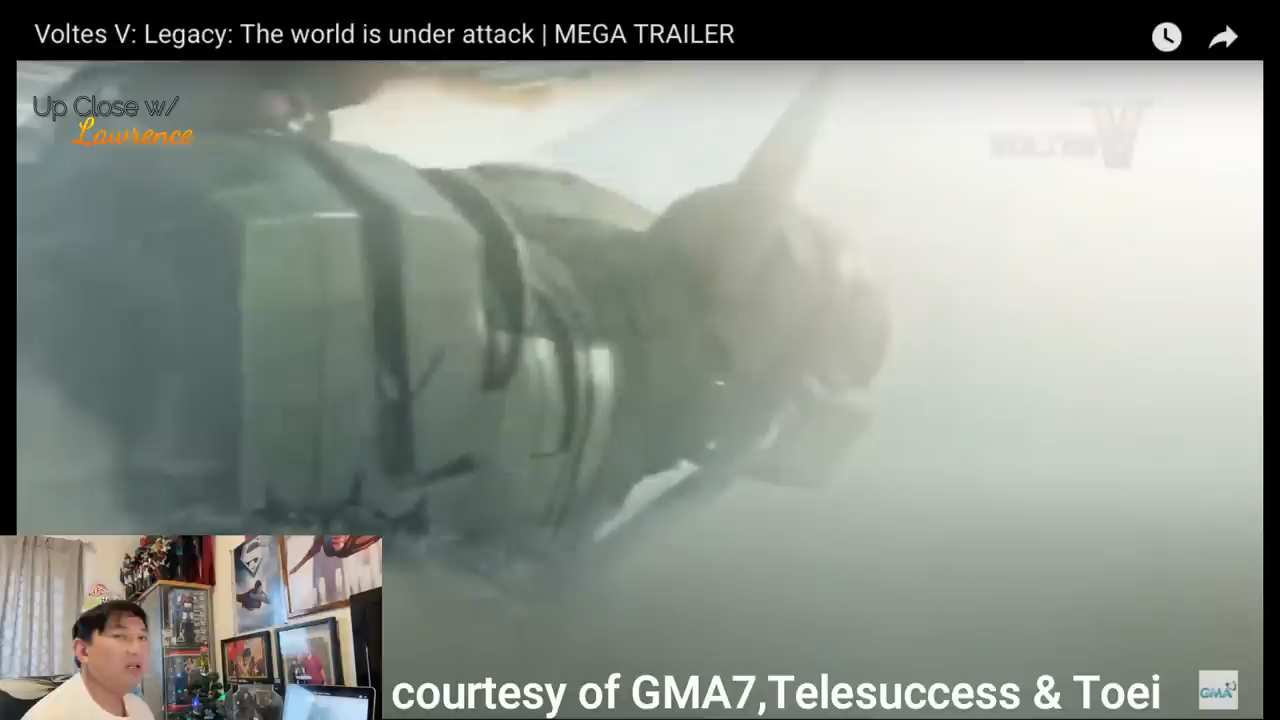 Voltes V: Legacy: The world is under attack | MEGA TRAILER
Up Close w/
Lawrence
courtesy of GMA7,Telesuccess & Toei
GMA